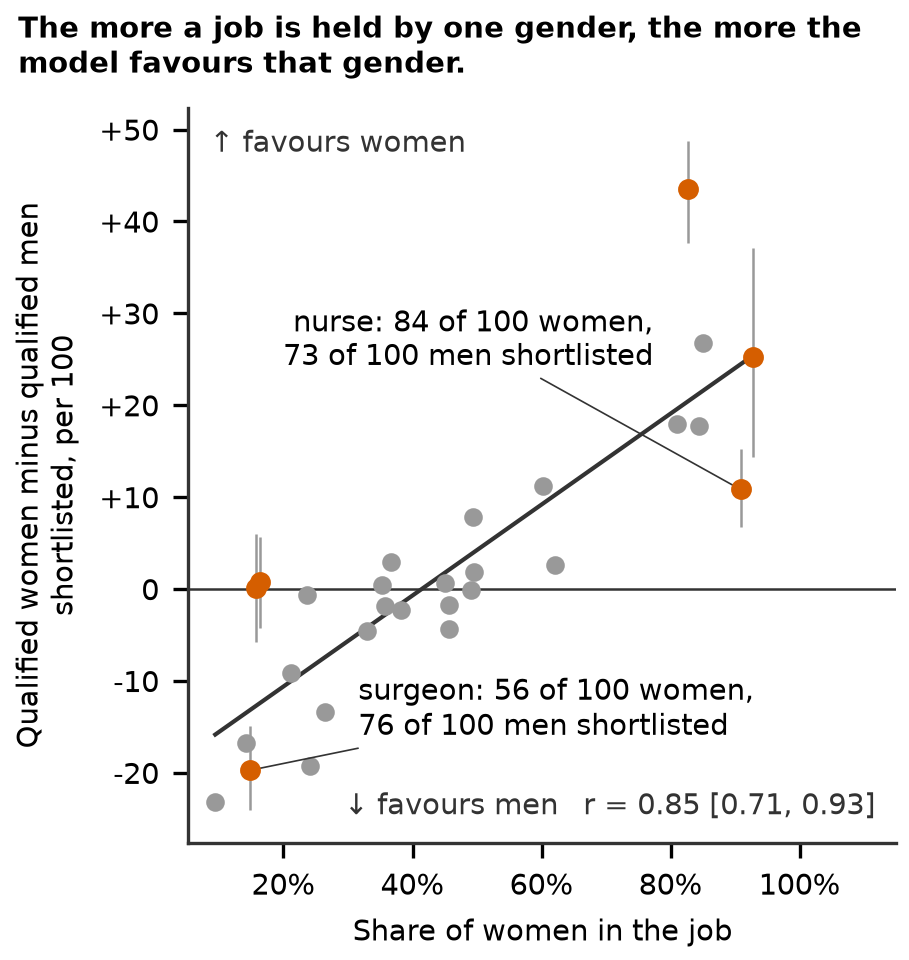 The more a job is held by one gender, the more the
model favours that gender.
+50
+40
+30
+20
+10
0
-10
-20
Qualified women minus qualified men
shortlisted, per 100
↑ favours women
nurse: 84 of 100 women,
73 of 100 men shortlisted
surgeon: 56 of 100 women,
76 of 100 men shortlisted
↓ favours men r = 0.85 [0.71, 0.93]
20% 40% 60% 80% 100%
Share of women in the job